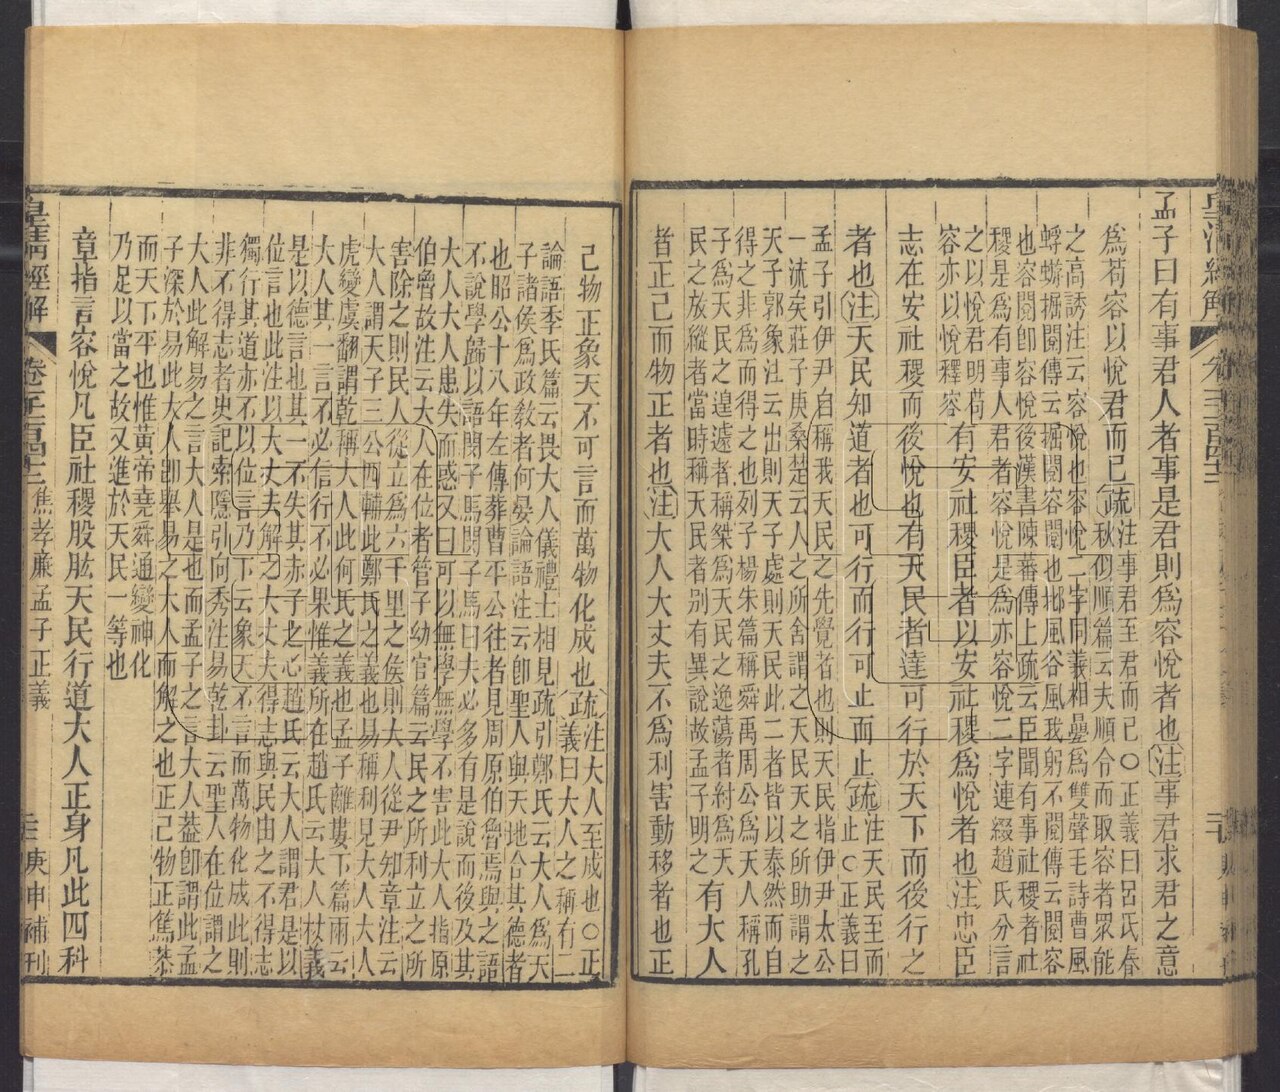 皇清經解
孟子曰有事君人者事是君則爲容悅者也注事君求君之意
爲苟容以悅君而已疏注事君至君而已○正義曰呂氏春
秋似順篇云夫順令而取容者眾能
之高誘注云容悅也容悅二字同義相疊爲雙聲毛詩曹風
蜉蝣掘閱傳云掘閱容閱也邶風谷風我躬不閱傳云閱容
也容閱卽容悅後漢書陳蕃傳上疏云臣聞有事社稷者社
稷是爲有事人君者容悅是爲亦容悅二字連綴趙氏分言
之以悅君明苟
容亦以悅釋容
有安社稷臣者以安社稷爲悅者也注忠臣
志在安社稷而後悅也有天民者達可行於天下而後行之
者也注天民知道者也可行而行可止而止疏注天民至而
止○正義曰
孟子引伊尹自稱我天民之先覺者也則天民指伊尹太公
一流矣莊子庚桑楚云人之所舍謂之天民天之所助謂之
天子郭象注云出則天子處則天民此二者皆以泰然而自
得之非爲而得之也列子楊朱篇稱舜禹周公爲天人稱孔
子爲天民之遑遽者稱桀爲天民之逸蕩者紂爲天
民之放縱者當時稱天民者别有異說故孟子明之
有大人
者正己而物正者也注大人大丈夫不爲利害動移者也正
己物正象天不可言而萬物化成也疏注大人至成也○正
義曰大人之稱有二
論語季氏篇云畏大人儀禮士相見疏引鄭氏云大人爲天
子諸侯爲政敎者何晏論語注云卽聖人與天地合其德者
也昭公十八年左傳葬曹平公往者見周原伯魯焉與之語
不說學歸以語閔子馬閔子馬曰夫必多有是說而後及其
大人大人患失而惑又曰可以無學無學不害此大人指原
伯魯故注云大人在位者管子幼官篇云民之所利立之所
害除之則民人從立爲六千里之侯則大人從尹知章注云
大人謂天子三公四輔此鄭氏之義也易稱利見大人大人
虎變虞翻謂乾稱大人此何氏之義也孟子離婁下篇兩云
大人其一言不必信行不必果惟義所在趙氏云大人杖義
是以德言也其一不失其赤子之心趙氏云大人謂君是以
位言也此注以大丈夫解之大丈夫得志與民由之不得志
獨行其道亦不以位言乃下云象天不言而萬物化成此則
非不得志者史記索隱引向秀注易乾卦云聖人在位謂之
大人此解易之言大人是也而孟子之言大人葢卽謂此孟
子深於易此大人卽舉易之大人而解之也正己物正篤恭
而天下平也惟黃帝堯舜通變神化
乃足以當之故又進於天民一等也
章指言容悅凡臣社稷股肱天民行道大人正身凡此四科
皇淸經解
焦孝廉孟子正義
庚申補刊